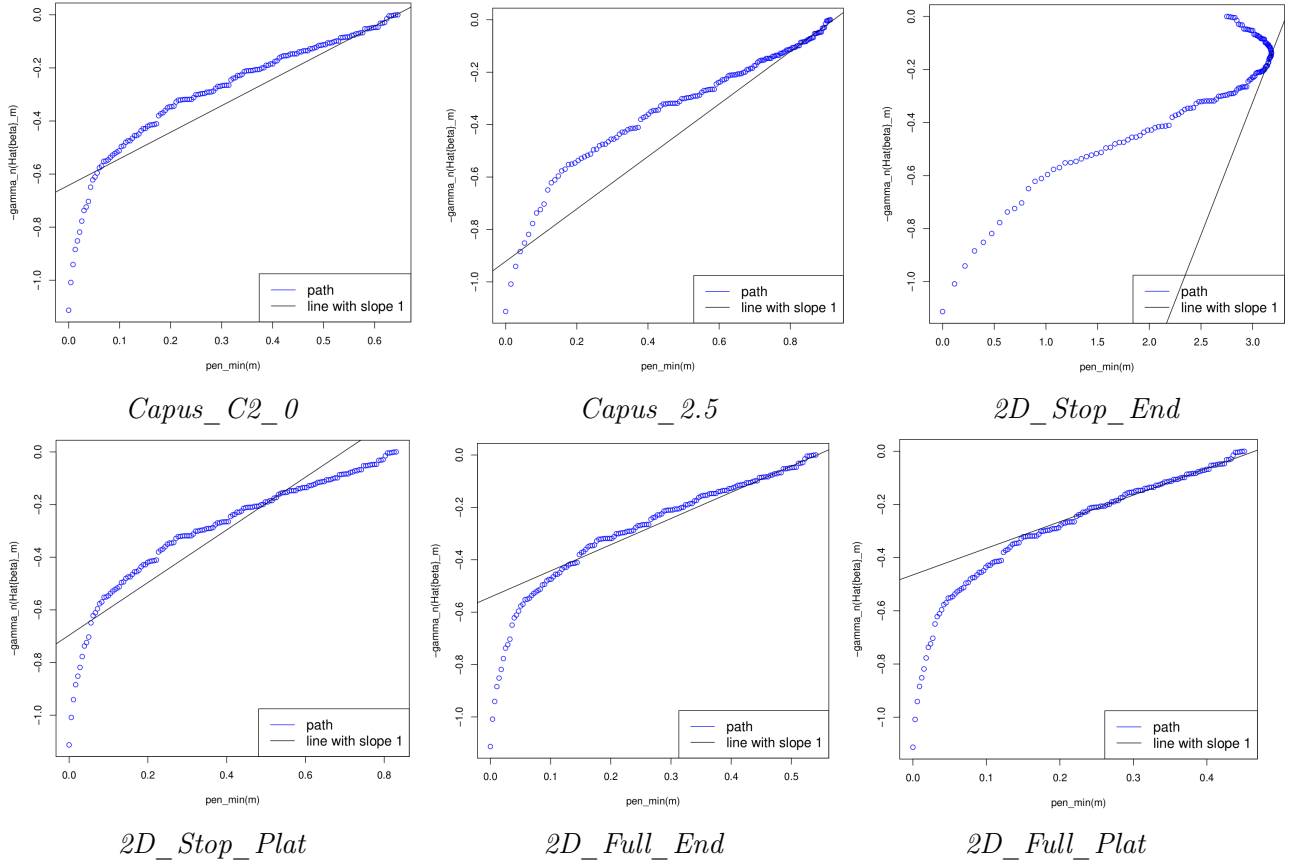 −gamma_n(Hat{beta}_m)
0.0
−0.2
−0.4
−0.6
−0.8
−1.0
path
line with slope 1
0.0 0.1 0.2 0.3 0.4 0.5 0.6
pen_min(m)
Capus_C2_0
−gamma_n(Hat{beta}_m)
0.0
−0.2
−0.4
−0.6
−0.8
−1.0
path
line with slope 1
0.0 0.2 0.4 0.6 0.8
pen_min(m)
Capus_2.5
−gamma_n(Hat{beta}_m)
0.0
−0.2
−0.4
−0.6
−0.8
−1.0
path
line with slope 1
0.0 0.5 1.0 1.5 2.0 2.5 3.0
pen_min(m)
2D_Stop_End
−gamma_n(Hat{beta}_m)
0.0
−0.2
−0.4
−0.6
−0.8
−1.0
path
line with slope 1
0.0 0.2 0.4 0.6 0.8
pen_min(m)
2D_Stop_Plat
−gamma_n(Hat{beta}_m)
0.0
−0.2
−0.4
−0.6
−0.8
−1.0
path
line with slope 1
0.0 0.1 0.2 0.3 0.4 0.5
pen_min(m)
2D_Full_End
−gamma_n(Hat{beta}_m)
0.0
−0.2
−0.4
−0.6
−0.8
−1.0
path
line with slope 1
0.0 0.1 0.2 0.3 0.4
pen_min(m)
2D_Full_Plat